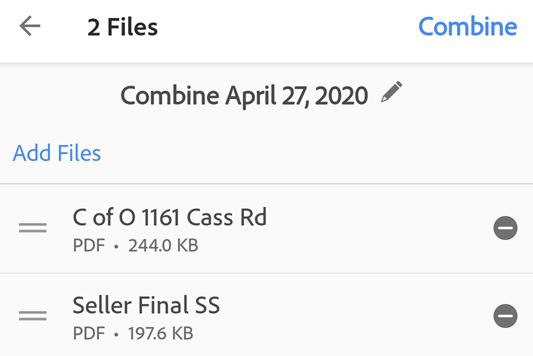 2 Files
Combine
Combine April 27, 2020
Add Files
C of O 1161 Cass Rd
PDF • 244.0 KB
Seller Final SS
PDF • 197.6 KB